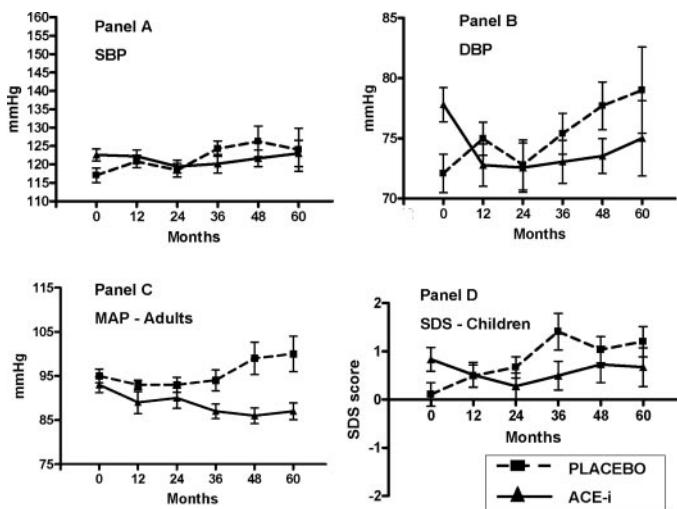 Panel A
SBP
mmHg
160
155
150
145
140
135
130
125
120
115
110
0 12 24 36 48 60
Months
Panel B
DBP
mmHg
80
75
70
0 12 24 36 48 60
Months
Panel C
MAP - Adults
mmHg
115
105
95
85
75
0 12 24 36 48 60
Months
Panel D
SDS - Children
SDS score
2
1
0
-1
-2
0 12 24 36 48 60
Months
PLACEBO
ACE-i